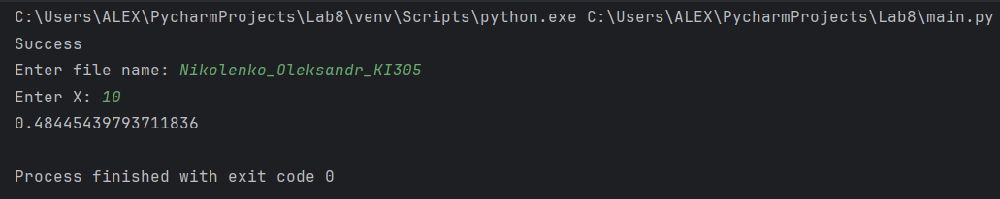 C:\Users\ALEX\PycharmProjects\Lab8\venv\Scripts\python.exe C:\Users\ALEX\PycharmProjects\Lab8\main.py
Success
Enter file name: Nikolenko_Oleksandr_KI305
Enter X: 10
0.48445439793711836
Process finished with exit code 0